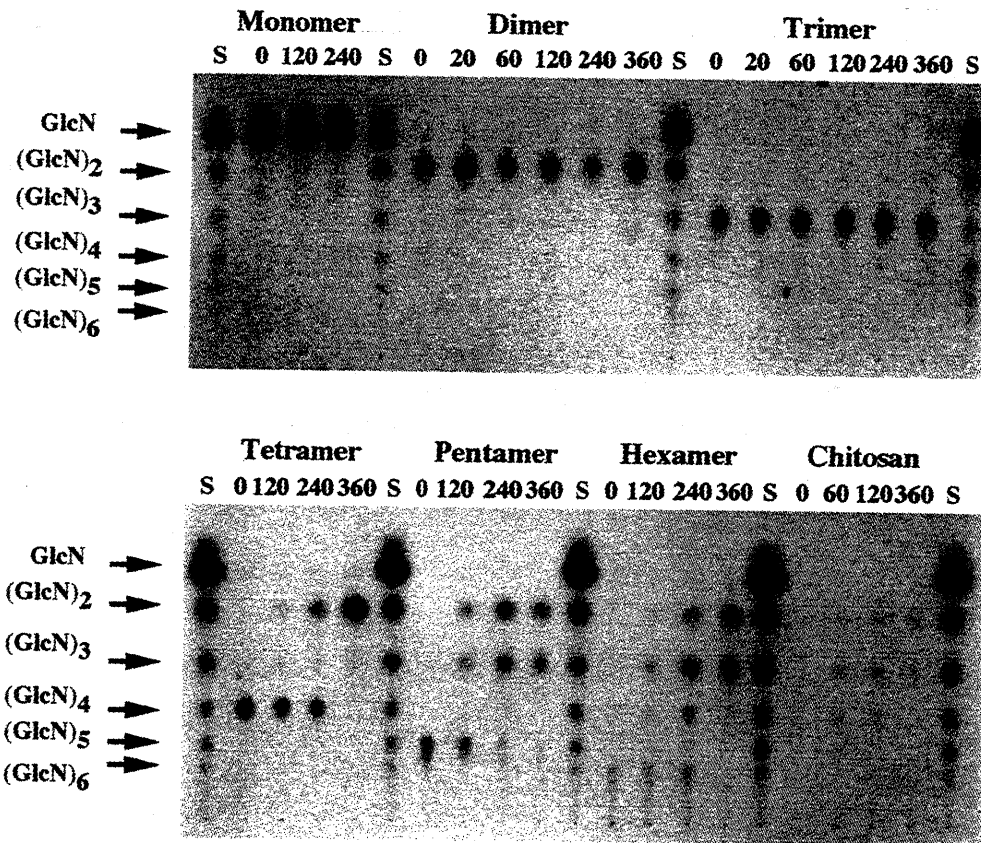 Monomer Dimer Trimer
S 0 120 240 S 0 20 60 120 240 360 S 0 20 60 120 240 360 S
GlcN
(GlcN)2
(GlcN)3
(GlcN)4
(GlcN)5
(GlcN)6
Tetramer Pentamer Hexamer Chitosan
S 0 120 240 360 S 0 120 240 360 S 0 120 240 360 S 0 60 120 360 S
GlcN
(GlcN)2
(GlcN)3
(GlcN)4
(GlcN)5
(GlcN)6